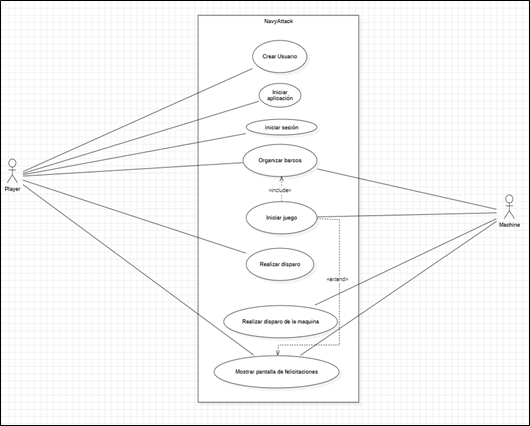 NavyAttack
Crear Usuario
Iniciar
aplicación
iniciar sesión
Organizar barcos
Player
«include»
Machine
Iniciar juego
Realizar disparo
«extend»
Realizar disparo de la maquina
Mostrar pantalla de felicitaciones